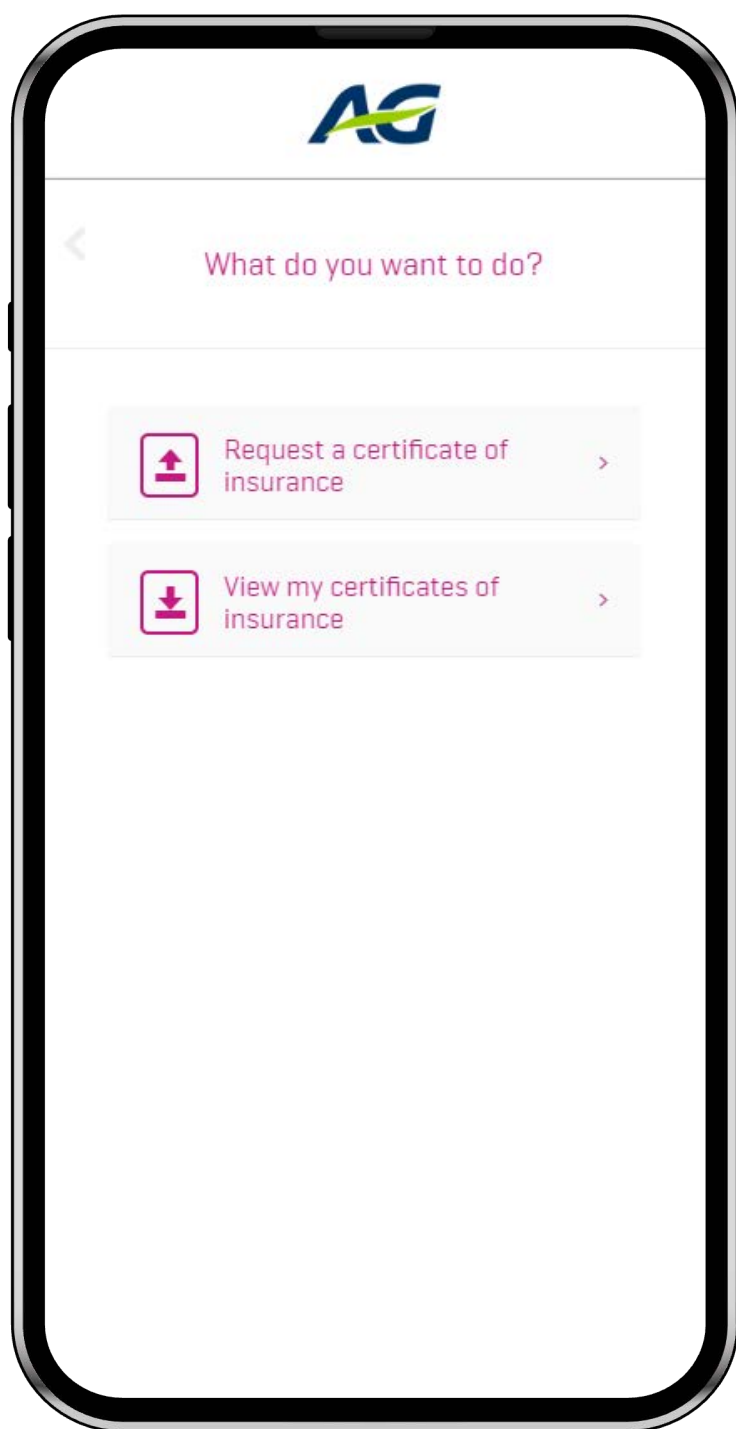 AG
What do you want to do?
Request a certificate of
insurance
View my certificates of
insurance